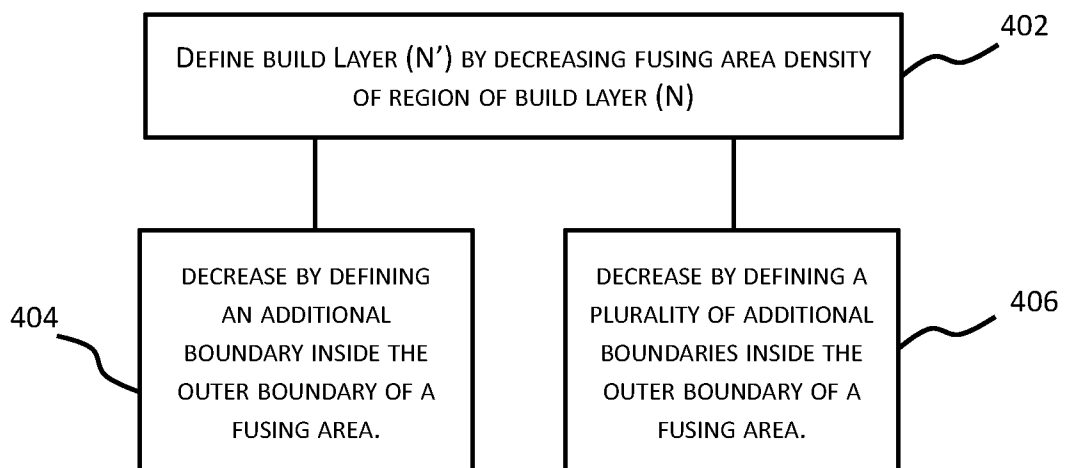 DEFINE BUILD LAYER (N’) BY DECREASING FUSING AREA DENSITY
OF REGION OF BUILD LAYER (N)
402
DECREASE BY DEFINING
AN ADDITIONAL
BOUNDARY INSIDE THE
OUTER BOUNDARY OF A
FUSING AREA.
404
DECREASE BY DEFINING A
PLURALITY OF ADDITIONAL
BOUNDARIES INSIDE THE
OUTER BOUNDARY OF A
FUSING AREA.
406